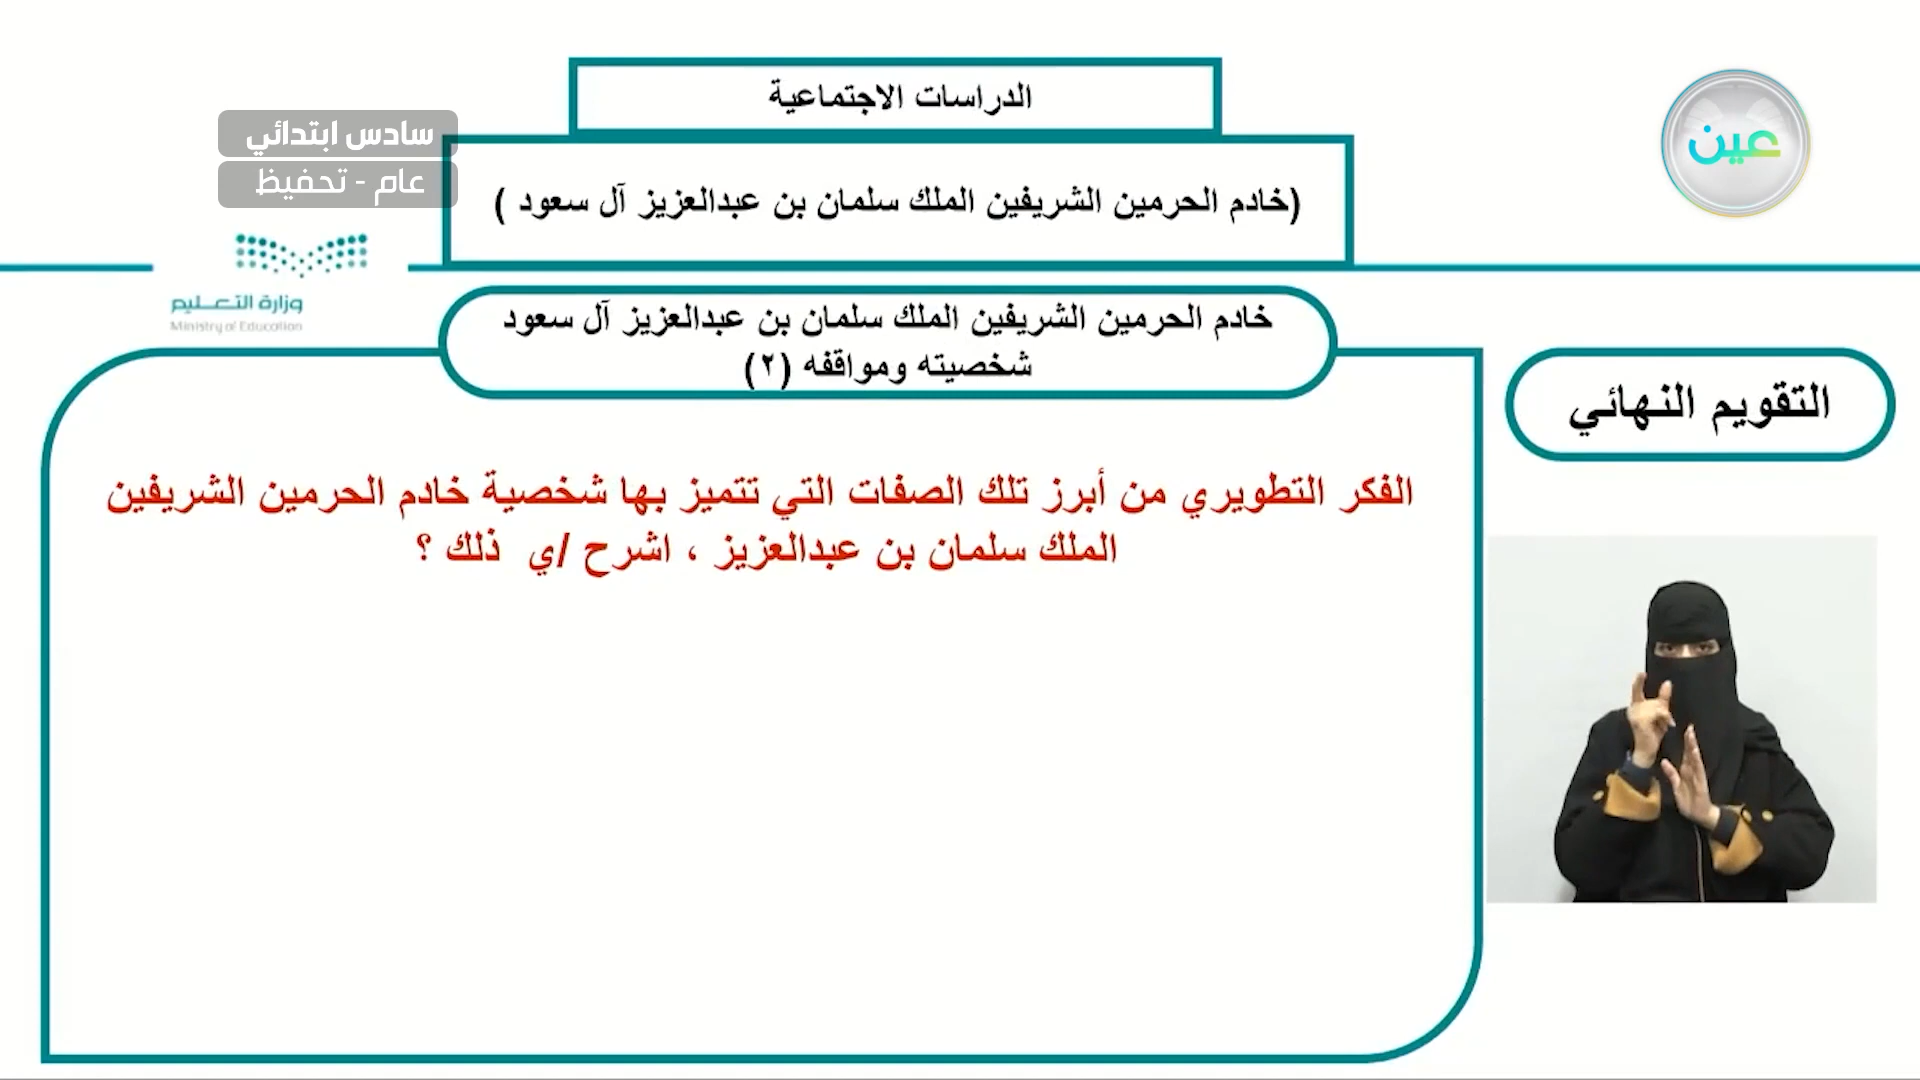 الدراسات الاجتماعية
عين
سادس ابتدائي
عام - تحفيظ
(خادم الحرمين الشريفين الملك سلمان بن عبدالعزيز آل سعود )
وزارة التعليم
Ministry of Education
خادم الحرمين الشريفين الملك سلمان بن عبدالعزيز آل سعود
شخصيته ومواقفه (٢)
التقويم النهائي
الفكر التطويري من أبرز تلك الصفات التي تتميز بها شخصية خادم الحرمين الشريفين
الملك سلمان بن عبدالعزيز ، اشرح /ي ذلك ؟